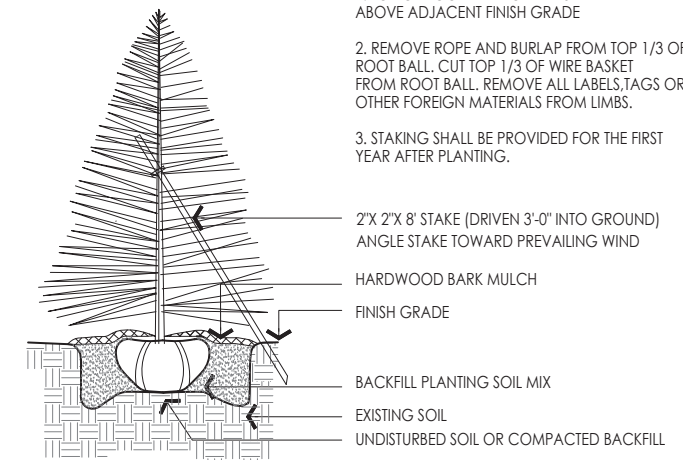 ABOVE ADJACENT FINISH GRADE
2. REMOVE ROPE AND BURLAP FROM TOP 1/3 OF
ROOT BALL. CUT TOP 1/3 OF WIRE BASKET
FROM ROOT BALL. REMOVE ALL LABELS,TAGS OR
OTHER FOREIGN MATERIALS FROM LIMBS.
3. STAKING SHALL BE PROVIDED FOR THE FIRST
YEAR AFTER PLANTING.
2"X 2"X 8' STAKE (DRIVEN 3'-0" INTO GROUND)
ANGLE STAKE TOWARD PREVAILING WIND
HARDWOOD BARK MULCH
FINISH GRADE
BACKFILL PLANTING SOIL MIX
EXISTING SOIL
UNDISTURBED SOIL OR COMPACTED BACKFILL